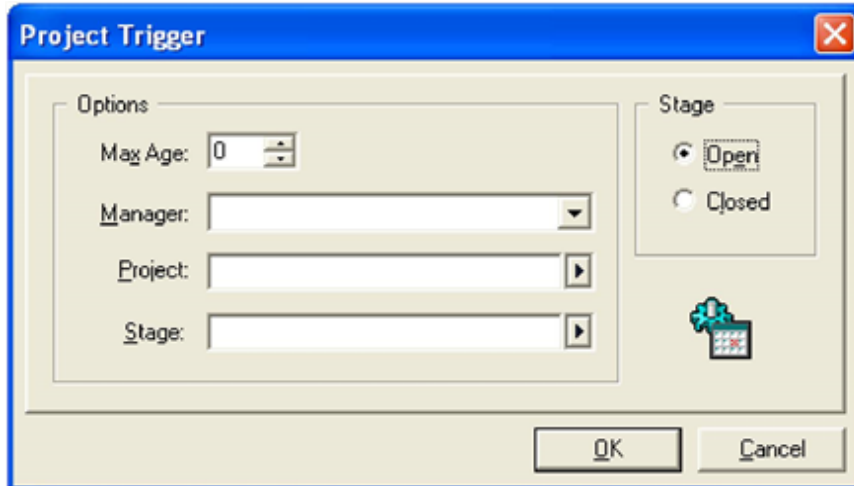 Project Trigger
Options
Max Age: 0
Manager:
Project:
Stage:
Stage
Open
Closed
OK
Cancel